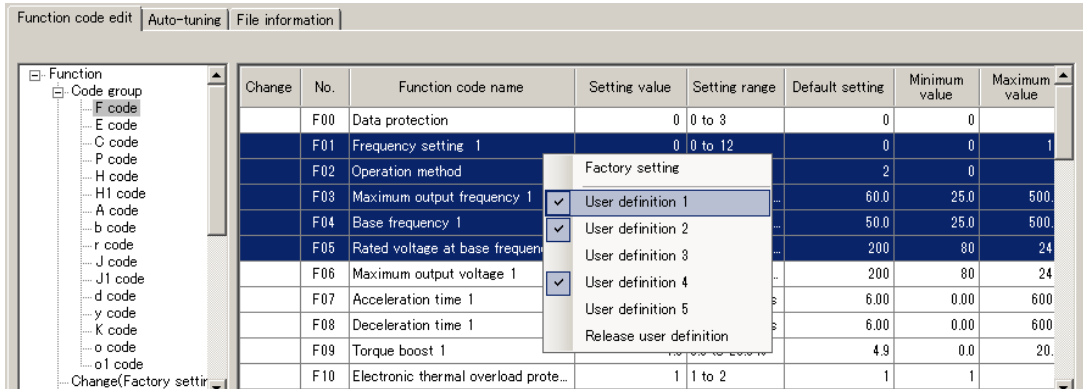 Function code edit Auto-tuning File information
Function
Code group
F code
E code
C code
P code
H code
H1 code
A code
b code
r code
J code
J1 code
d code
y code
K code
o code
o1 code
Change(Factory settin
Change No. Function code name Setting value Setting range Default setting Minimum value Maximum value
F00 Data protection 0 0 to 3 0 0
F01 Frequency setting 1 0 0 to 12 0 0 1
F02 Operation method 2 0
F03 Maximum output frequency 1 ... 60.0 25.0 500.
F04 Base frequency 1 ... 50.0 25.0 500.
F05 Rated voltage at base frequen ... 200 80 24
F06 Maximum output voltage 1 ... 200 80 24
F07 Acceleration time 1 s 6.00 0.00 600
F08 Deceleration time 1 s 6.00 0.00 600
F09 Torque boost 1 4.9 0.0 20.
F10 Electronic thermal overload prote... 1 1 to 2 1 1
Factory setting
User definition 1
User definition 2
User definition 3
User definition 4
User definition 5
Release user definition